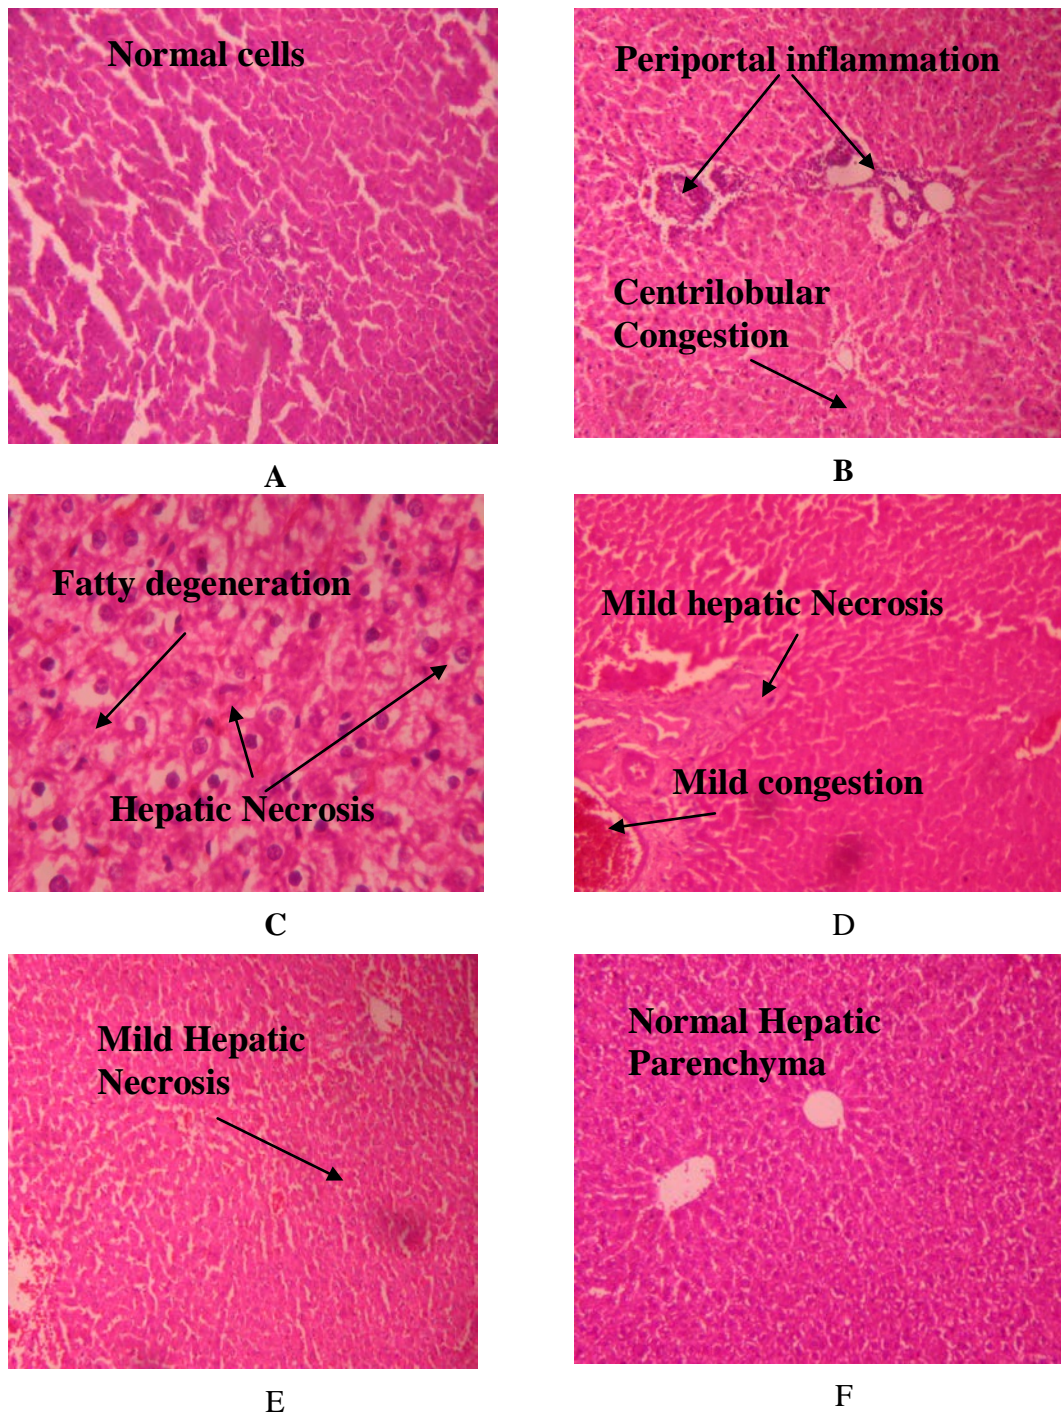 Normal cells
Periportal inflammation
Centrilobular
Congestion
A
B
Fatty degeneration
Hepatic Necrosis
Mild hepatic Necrosis
Mild congestion
C
D
Mild Hepatic
Necrosis
Normal Hepatic
Parenchyma
E
F